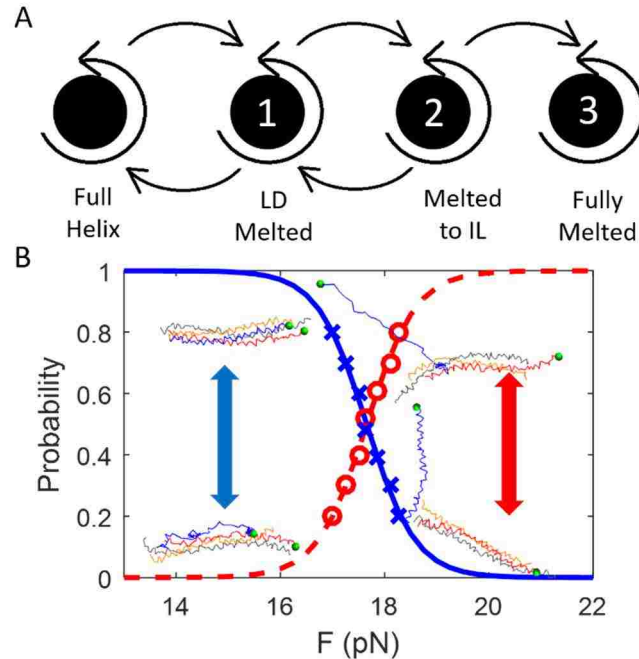 A
1
2
3
Full
Helix
LD
Melted
Melted
to IL
Fully
Melted
B
1
0.8
0.6
0.4
0.2
0
Probability
14
16
18
20
22
F (pN)